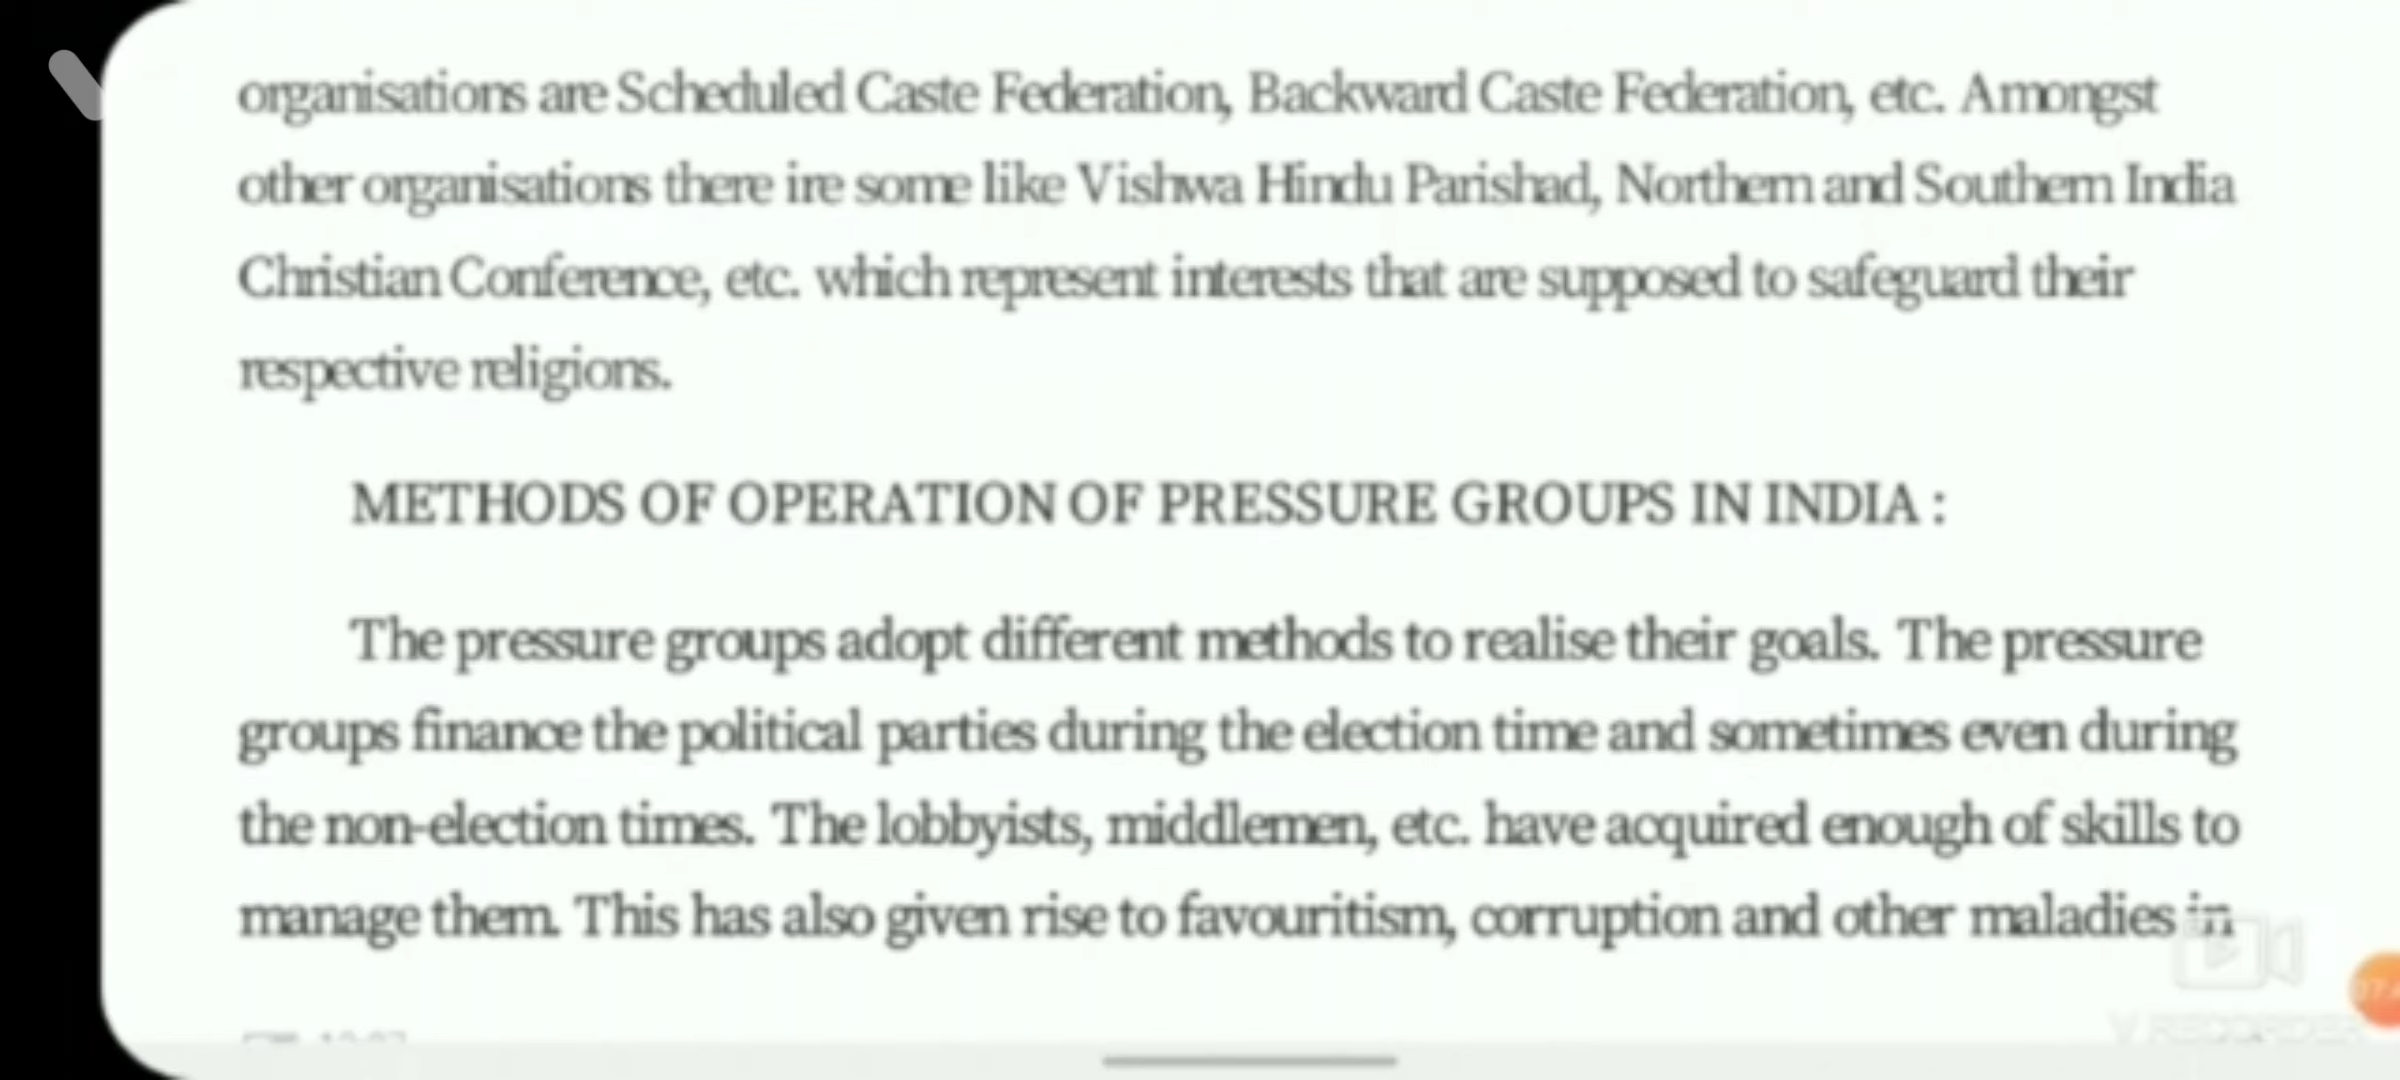 organisations are Scheduled Caste Federation, Backward Caste Federation, etc. Amongst
other organisations there ire some like Vishwa Hindu Parishad, Northern and Southern India
Christian Conference, etc. which represent interests that are supposed to safeguard their
respective religions.
METHODS OF OPERATION OF PRESSURE GROUPS IN INDIA :
The pressure groups adopt different methods to realise their goals. The pressure
groups finance the political parties during the election time and sometimes even during
the non-election times. The lobbyists, middlemen, etc. have acquired enough of skills to
manage them. This has also given rise to favouritism, corruption and other maladies in
V RECORDER